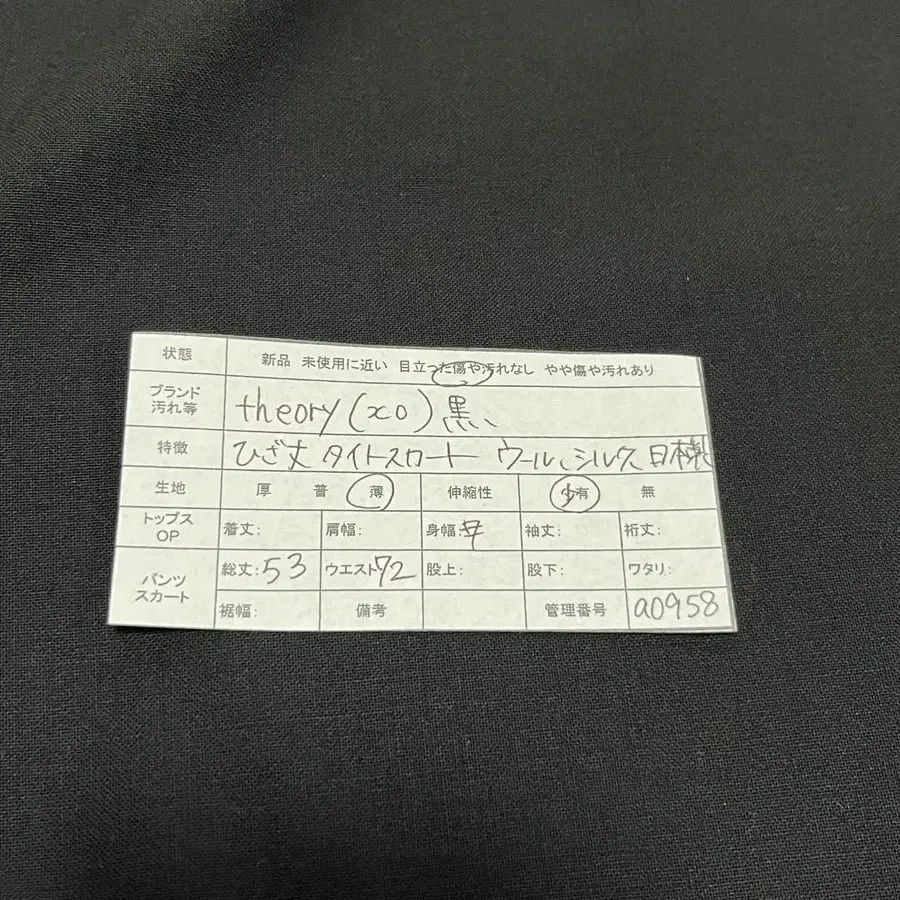 状態 新品 未使用に近い 目立った傷や汚れなし やや傷や汚れあり
ブランド
汚れ等 theory(xo)黒、
特徴 ひざ丈 タイトスカート ウール、シルク、日様
生地 厚 普 薄 伸縮性 少有 無
トップス
OP 着丈: 肩幅: 身幅: 袖丈: 裄丈:
パンツ
スカート 総丈:53 ウエスト72 股上: 股下: ワタリ:
裾幅: 備考 管理番号 a0958